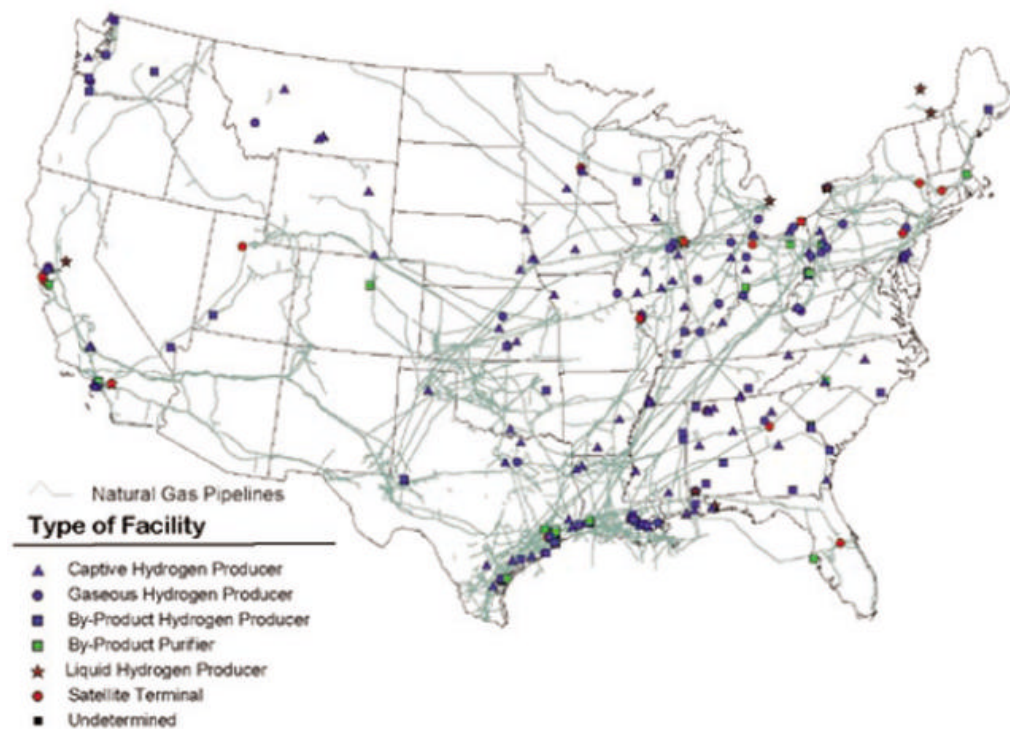 Natural Gas Pipelines
Type of Facility
Captive Hydrogen Producer
Gaseous Hydrogen Producer
By-Product Hydrogen Producer
By-Product Purifier
Liquid Hydrogen Producer
Satellite Terminal
Undetermined